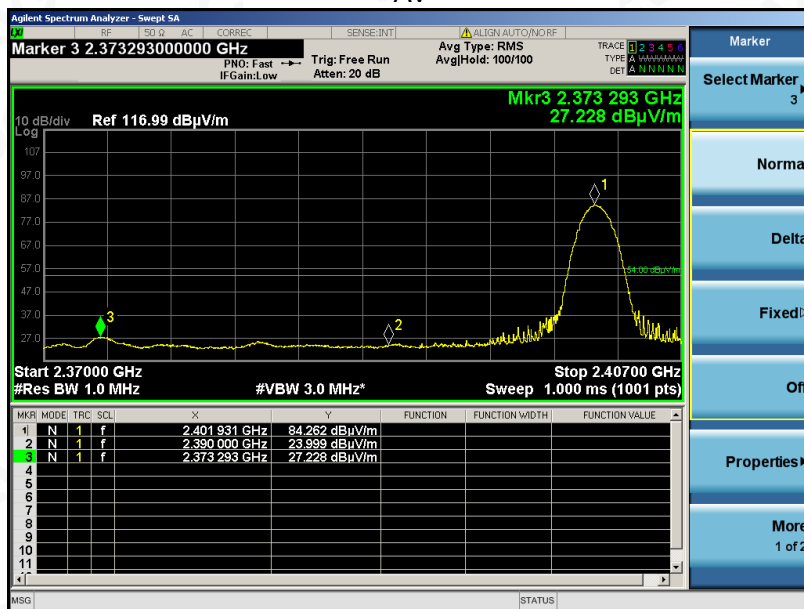 Agilent Spectrum Analyzer - Swept SA
LXI RF 50 Ω AC CORREC SENSE:INT ALIGN AUTO/NO RF
Marker 3 2.373293000000 GHz
PNO: Fast
IFGain:Low
Trig: Free Run
Atten: 20 dB
Avg Type: RMS
Avg|Hold: 100/100
TRACE 1 2 3 4 5 6
TYPE A WWWWW
DET A N N N N N
Mkr3 2.373 293 GHz
27.228 dBµV/m
10 dB/div Ref 116.99 dBµV/m
Log
107
97.0
87.0
77.0
67.0
57.0
47.0
37.0
27.0
1
2
3
54.00 dBµV/m
Start 2.37000 GHz Stop 2.40700 GHz
#Res BW 1.0 MHz #VBW 3.0 MHz* Sweep 1.000 ms (1001 pts)
MKR MODE TRC SCL X Y FUNCTION FUNCTION WIDTH FUNCTION VALUE
1 N 1 f 2.401 931 GHz 84.262 dBµV/m
2 N 1 f 2.390 000 GHz 23.999 dBµV/m
3 N 1 f 2.373 293 GHz 27.228 dBµV/m
4
5
6
7
8
9
10
11
MSG STATUS
Marker
Select Marker
3
Norma
Delta
Fixed
Of
Properties
More
1 of 2